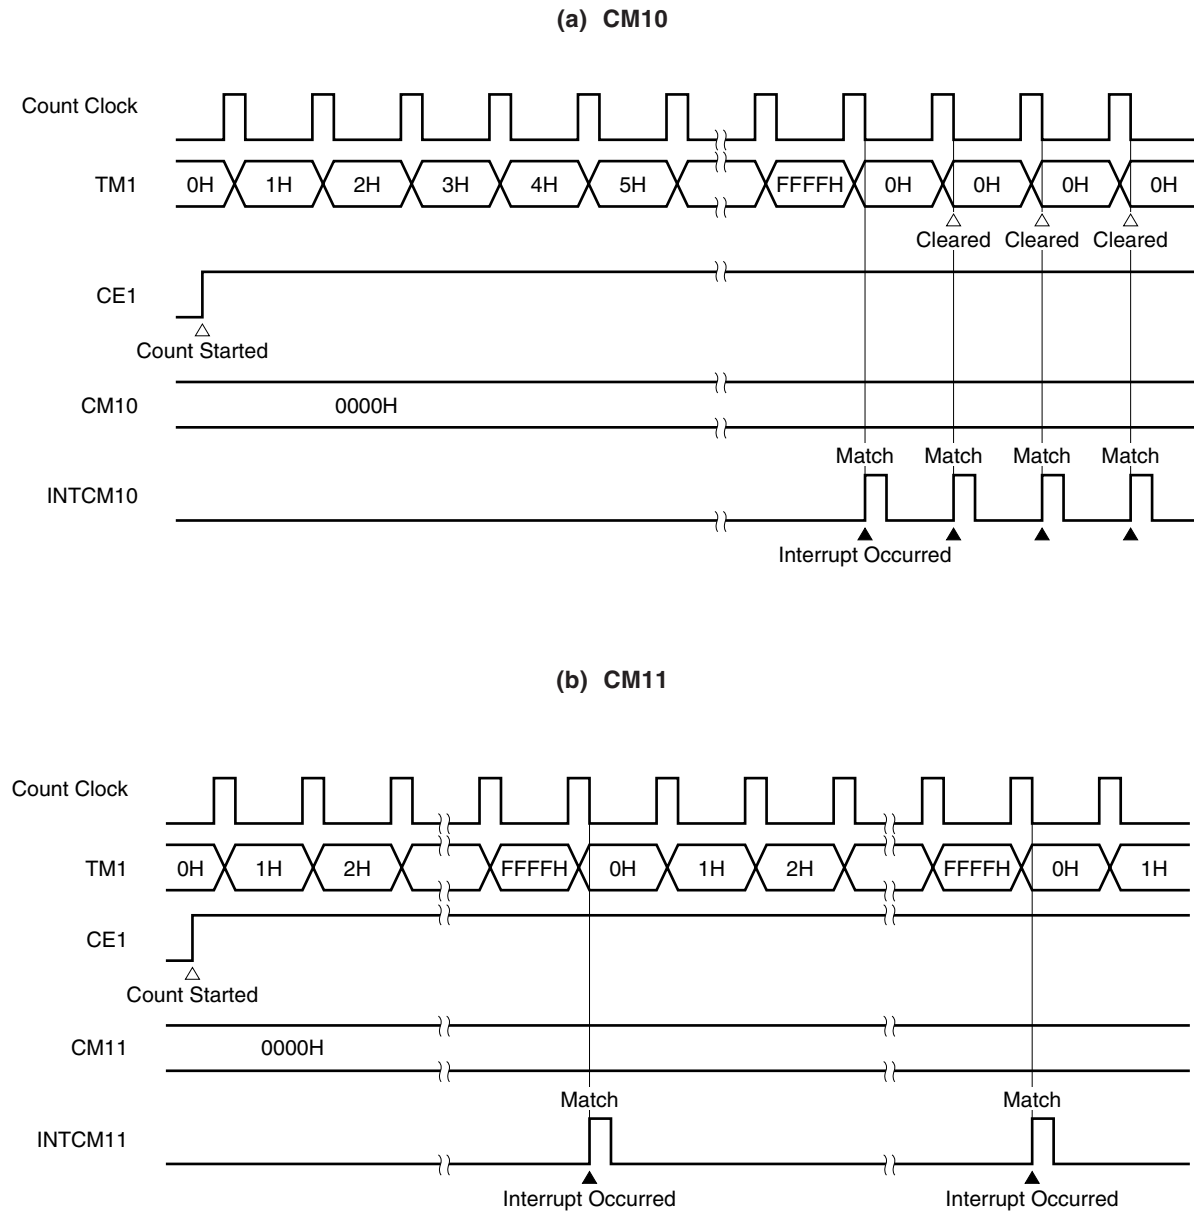 (a) CM10
Count Clock
TM1 0H 1H 2H 3H 4H 5H FFFFH 0H 0H 0H 0H
Cleared Cleared Cleared
CE1
Count Started
CM10 0000H
Match Match Match Match
INTCM10
Interrupt Occurred
(b) CM11
Count Clock
TM1 0H 1H 2H FFFFH 0H 1H 2H FFFFH 0H 1H
CE1
Count Started
CM11 0000H
Match Match
INTCM11
Interrupt Occurred Interrupt Occurred